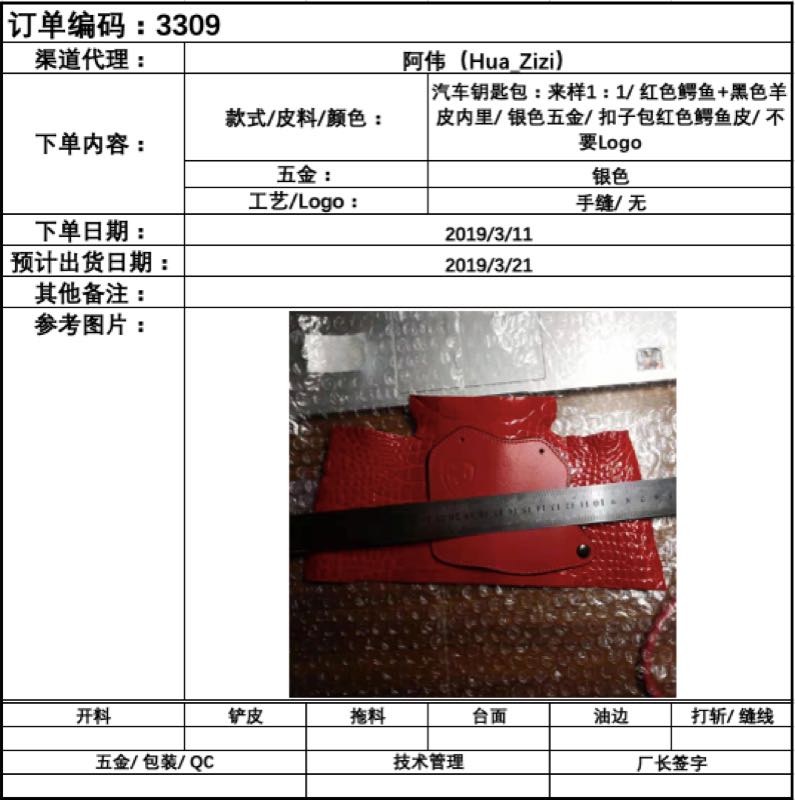 订单编码：3309
渠道代理：
阿伟（Hua_Zizi）
下单内容：
款式/皮料/颜色：
汽车钥匙包：来样1：1/ 红色鳄鱼+黑色羊
皮内里/ 银色五金/ 扣子包红色鳄鱼皮/ 不
要Logo
五金：
银色
工艺/Logo：
手缝/ 无
下单日期：
2019/3/11
预计出货日期：
2019/3/21
其他备注：
参考图片：
开料
铲皮
拖料
台面
油边
打斩/ 缝线
五金/ 包装/ QC
技术管理
厂长签字